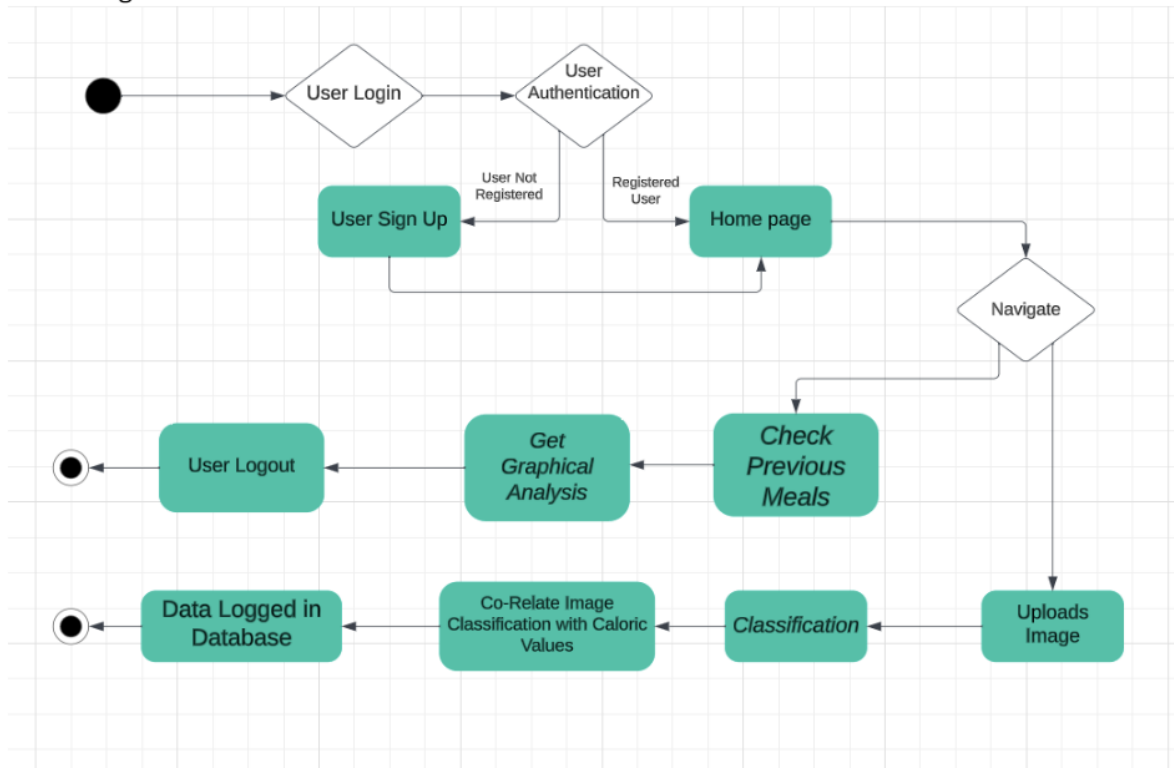 User Login
User
Authentication
User Not
Registered
Registered
User
User Sign Up
Home page
Navigate
Check
Previous
Meals
Get
Graphical
Analysis
User Logout
Uploads
Image
Classification
Co-Relate Image
Classification with Caloric
Values
Data Logged in
Database